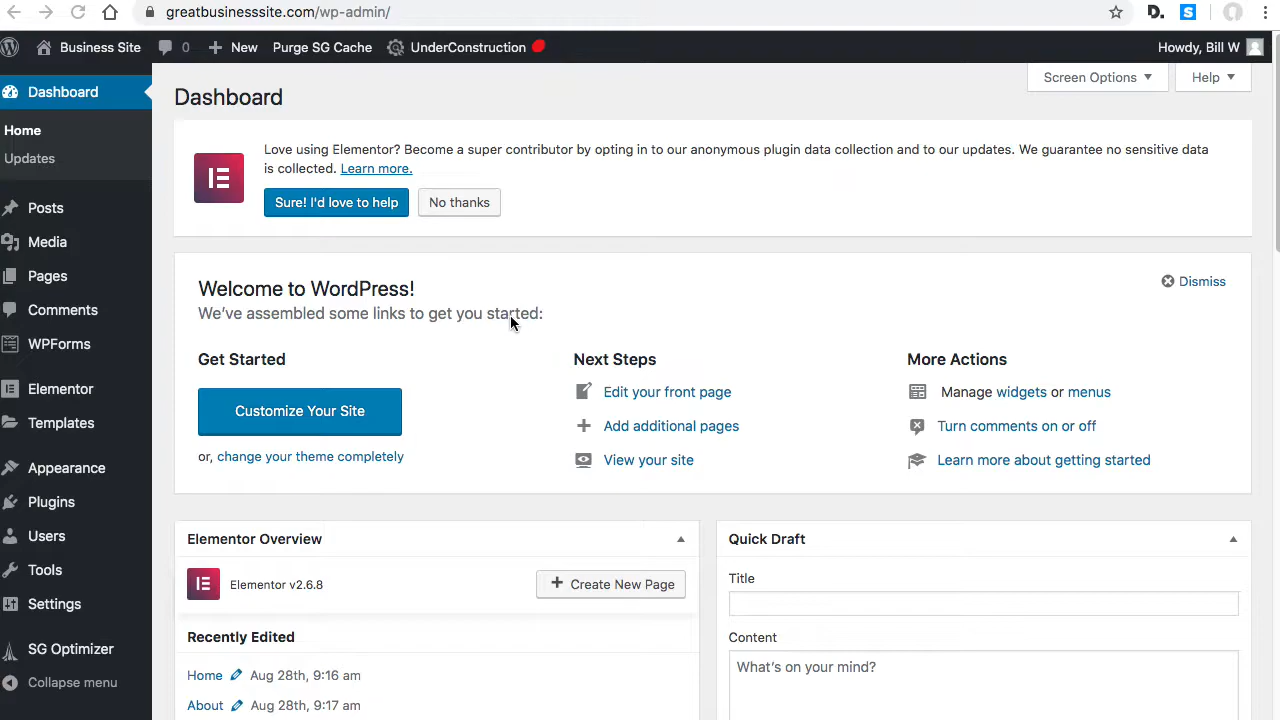 greatbusinesssite.com/wp-admin/
Business Site
0
New
Purge SG Cache
UnderConstruction
Howdy, Bill W
Dashboard
Home
Updates
Posts
Media
Pages
Comments
WPForms
Elementor
Templates
Appearance
Plugins
Users
Tools
Settings
SG Optimizer
Collapse menu
Screen Options
Help
Dashboard
Love using Elementor? Become a super contributor by opting in to our anonymous plugin data collection and to our updates. We guarantee no sensitive data
is collected. Learn more.
Sure! I'd love to help
No thanks
Welcome to WordPress!
We've assembled some links to get you started:
Dismiss
Get Started
Customize Your Site
or, change your theme completely
Next Steps
Edit your front page
Add additional pages
View your site
More Actions
Manage widgets or menus
Turn comments on or off
Learn more about getting started
Elementor Overview
Elementor v2.6.8
Create New Page
Recently Edited
Home Aug 28th, 9:16 am
About Aug 28th, 9:17 am
Quick Draft
Title
Content
What's on your mind?